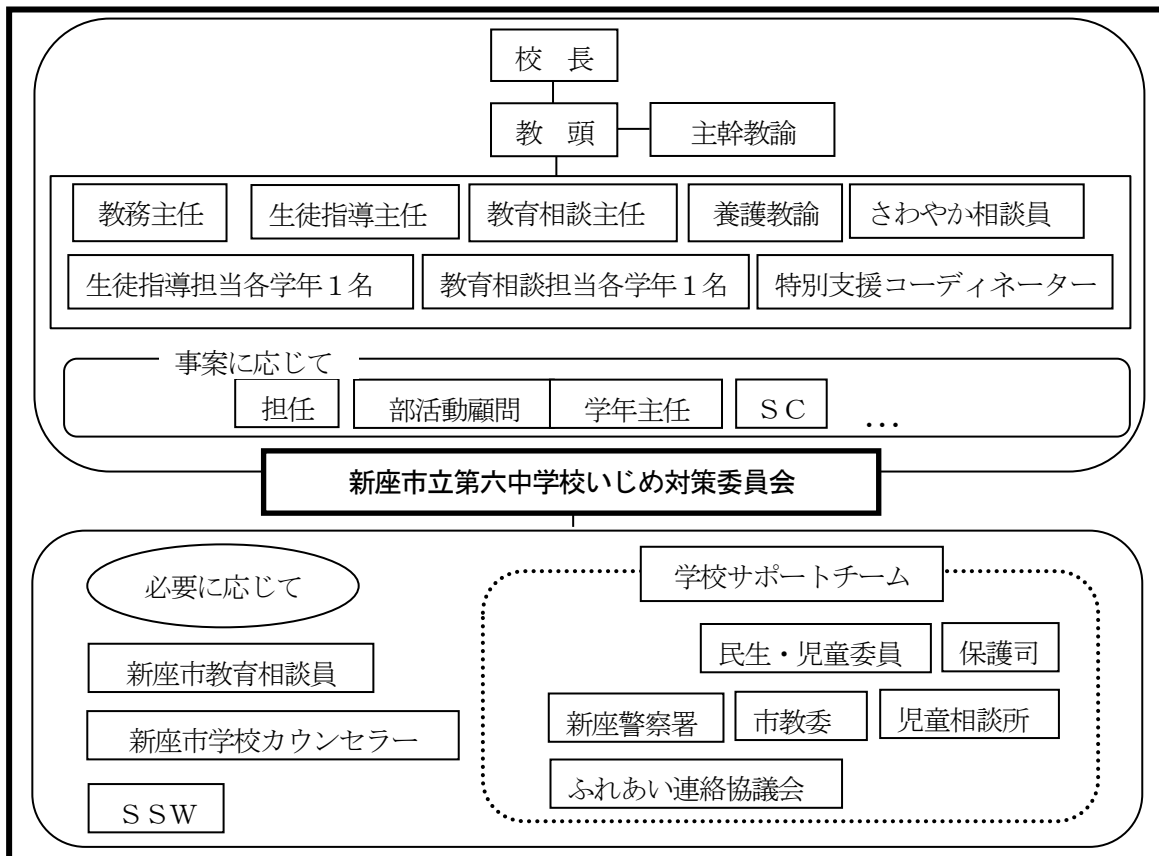 校　長
教　頭　主幹教諭
教務主任　生徒指導主任　教育相談主任　養護教諭　さわやか相談員
生徒指導担当各学年１名　教育相談担当各学年１名　特別支援コーディネーター
事案に応じて
担任　部活動顧問　学年主任　ＳＣ　…
新座市立第六中学校いじめ対策委員会
必要に応じて
新座市教育相談員
新座市学校カウンセラー
ＳＳＷ
学校サポートチーム
民生・児童委員　保護司
新座警察署　市教委　児童相談所
ふれあい連絡協議会